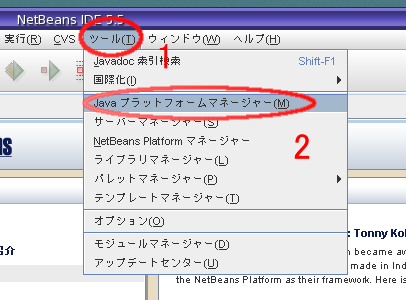 NetBeans IDE 5.5
実行(R) CVS ツール(T) ウィンドウ(W) ヘルプ(H)
1
Javadoc 索引検索 Shift-F1
国際化(I)
Java プラットフォームマネージャー(M)
サーバーマネージャー(S)
NetBeans Platform マネージャー
2
ライブラリマネージャー(L)
パレットマネージャー(P)
テンプレートマネージャー(T)
オプション(O)
: Tonny Kol
モジュールマネージャー(D)
介
became aw
アップデートセンター(U)
made in Ind
the NetBeans Platform as their framework. Here is